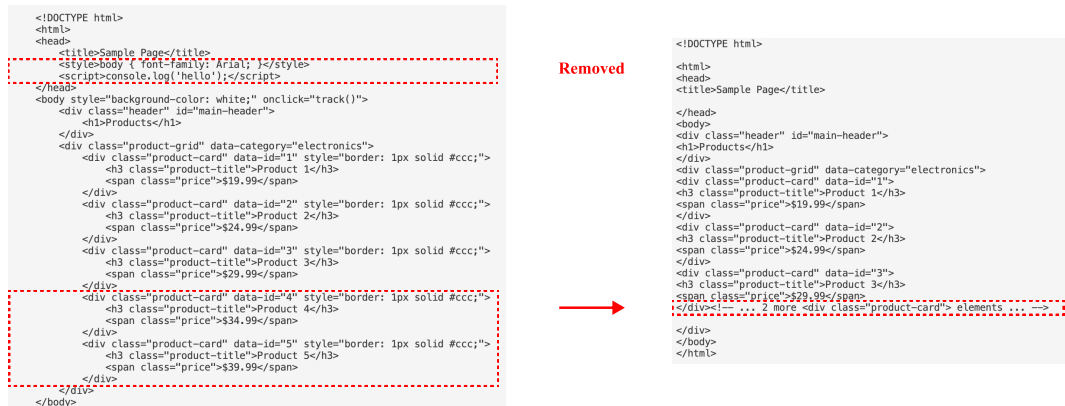 <!DOCTYPE html>
<html>
<head>
<title>Sample Page</title>
<style>body { font-family: Arial; }</style>
<script>console.log('hello');</script>
</head>
<body style="background-color: white;" onclick="track()">
<div class="header" id="main-header">
<h1>Products</h1>
</div>
<div class="product-grid" data-category="electronics">
<div class="product-card" data-id="1" style="border: 1px solid #ccc;">
<h3 class="product-title">Product 1</h3>
<span class="price">$19.99</span>
</div>
<div class="product-card" data-id="2" style="border: 1px solid #ccc;">
<h3 class="product-title">Product 2</h3>
<span class="price">$24.99</span>
</div>
<div class="product-card" data-id="3" style="border: 1px solid #ccc;">
<h3 class="product-title">Product 3</h3>
<span class="price">$29.99</span>
</div>
<div class="product-card" data-id="4" style="border: 1px solid #ccc;">
<h3 class="product-title">Product 4</h3>
<span class="price">$34.99</span>
</div>
<div class="product-card" data-id="5" style="border: 1px solid #ccc;">
<h3 class="product-title">Product 5</h3>
<span class="price">$39.99</span>
</div>
</div>
</body>
Removed
<!DOCTYPE html>
<html>
<head>
<title>Sample Page</title>
</head>
<body>
<div class="header" id="main-header">
<h1>Products</h1>
</div>
<div class="product-grid" data-category="electronics">
<div class="product-card" data-id="1">
<h3 class="product-title">Product 1</h3>
<span class="price">$19.99</span>
</div>
<div class="product-card" data-id="2">
<h3 class="product-title">Product 2</h3>
<span class="price">$24.99</span>
</div>
<div class="product-card" data-id="3">
<h3 class="product-title">Product 3</h3>
<span class="price">$29.99</span>
</div><!-- ... 2 more <div class="product-card"> elements ... -->
</div>
</body>
</html>